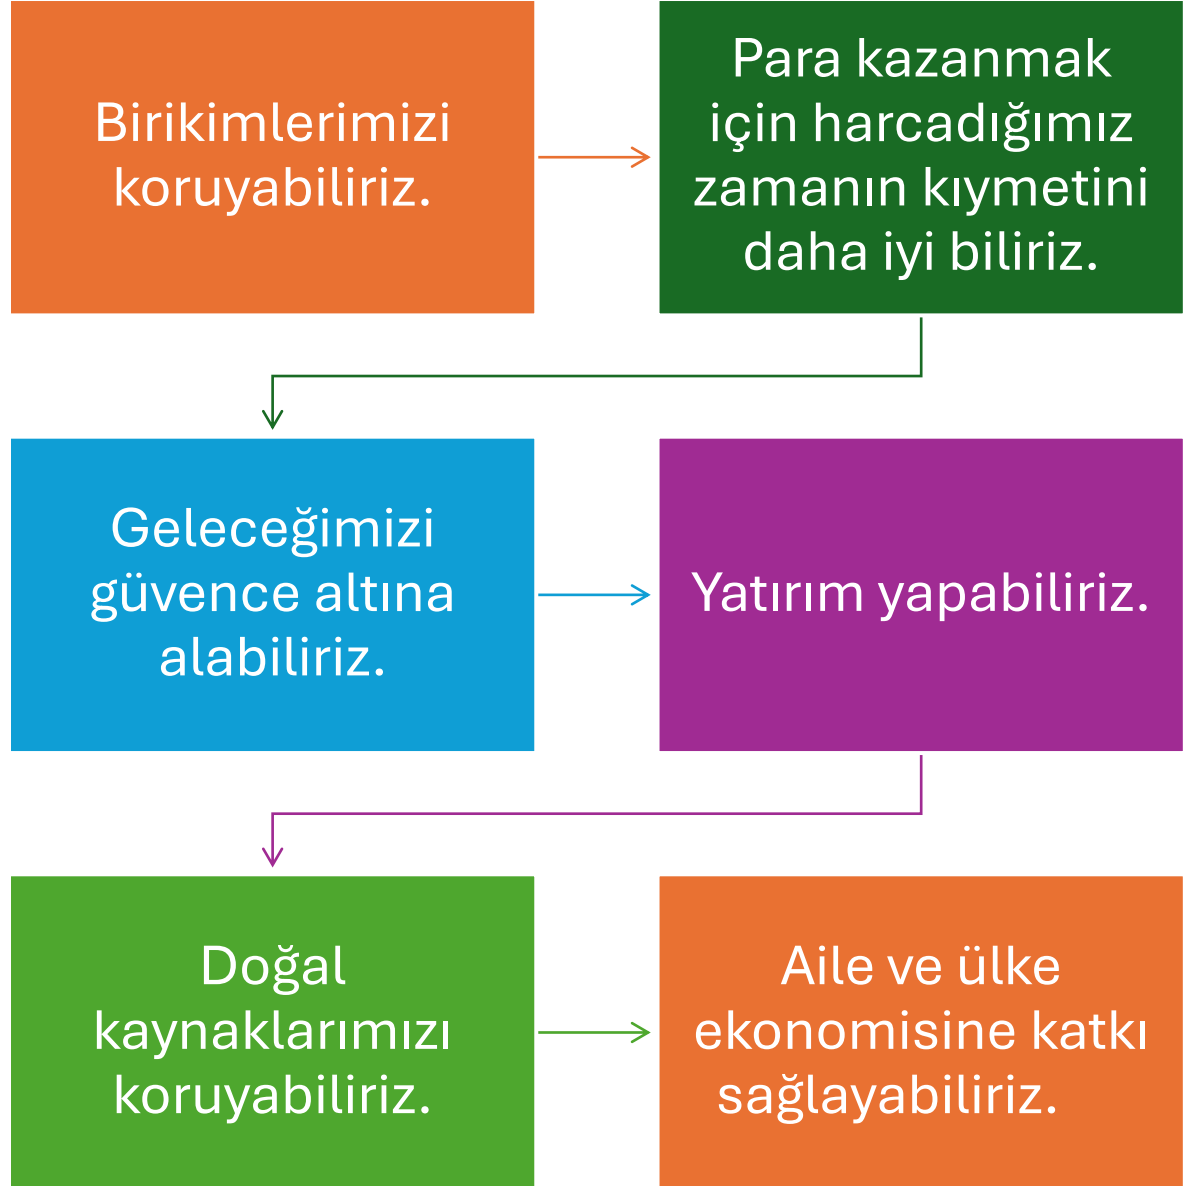 Birikimlerimizi
koruyabiliriz.
Para kazanmak
için harcadığımız
zamanın kıymetini
daha iyi biliriz.
Geleceğimizi
güvence altına
alabiliriz.
Yatırım yapabiliriz.
Doğal
kaynaklarımızı
koruyabiliriz.
Aile ve ülke
ekonomisine katkı
sağlayabiliriz.